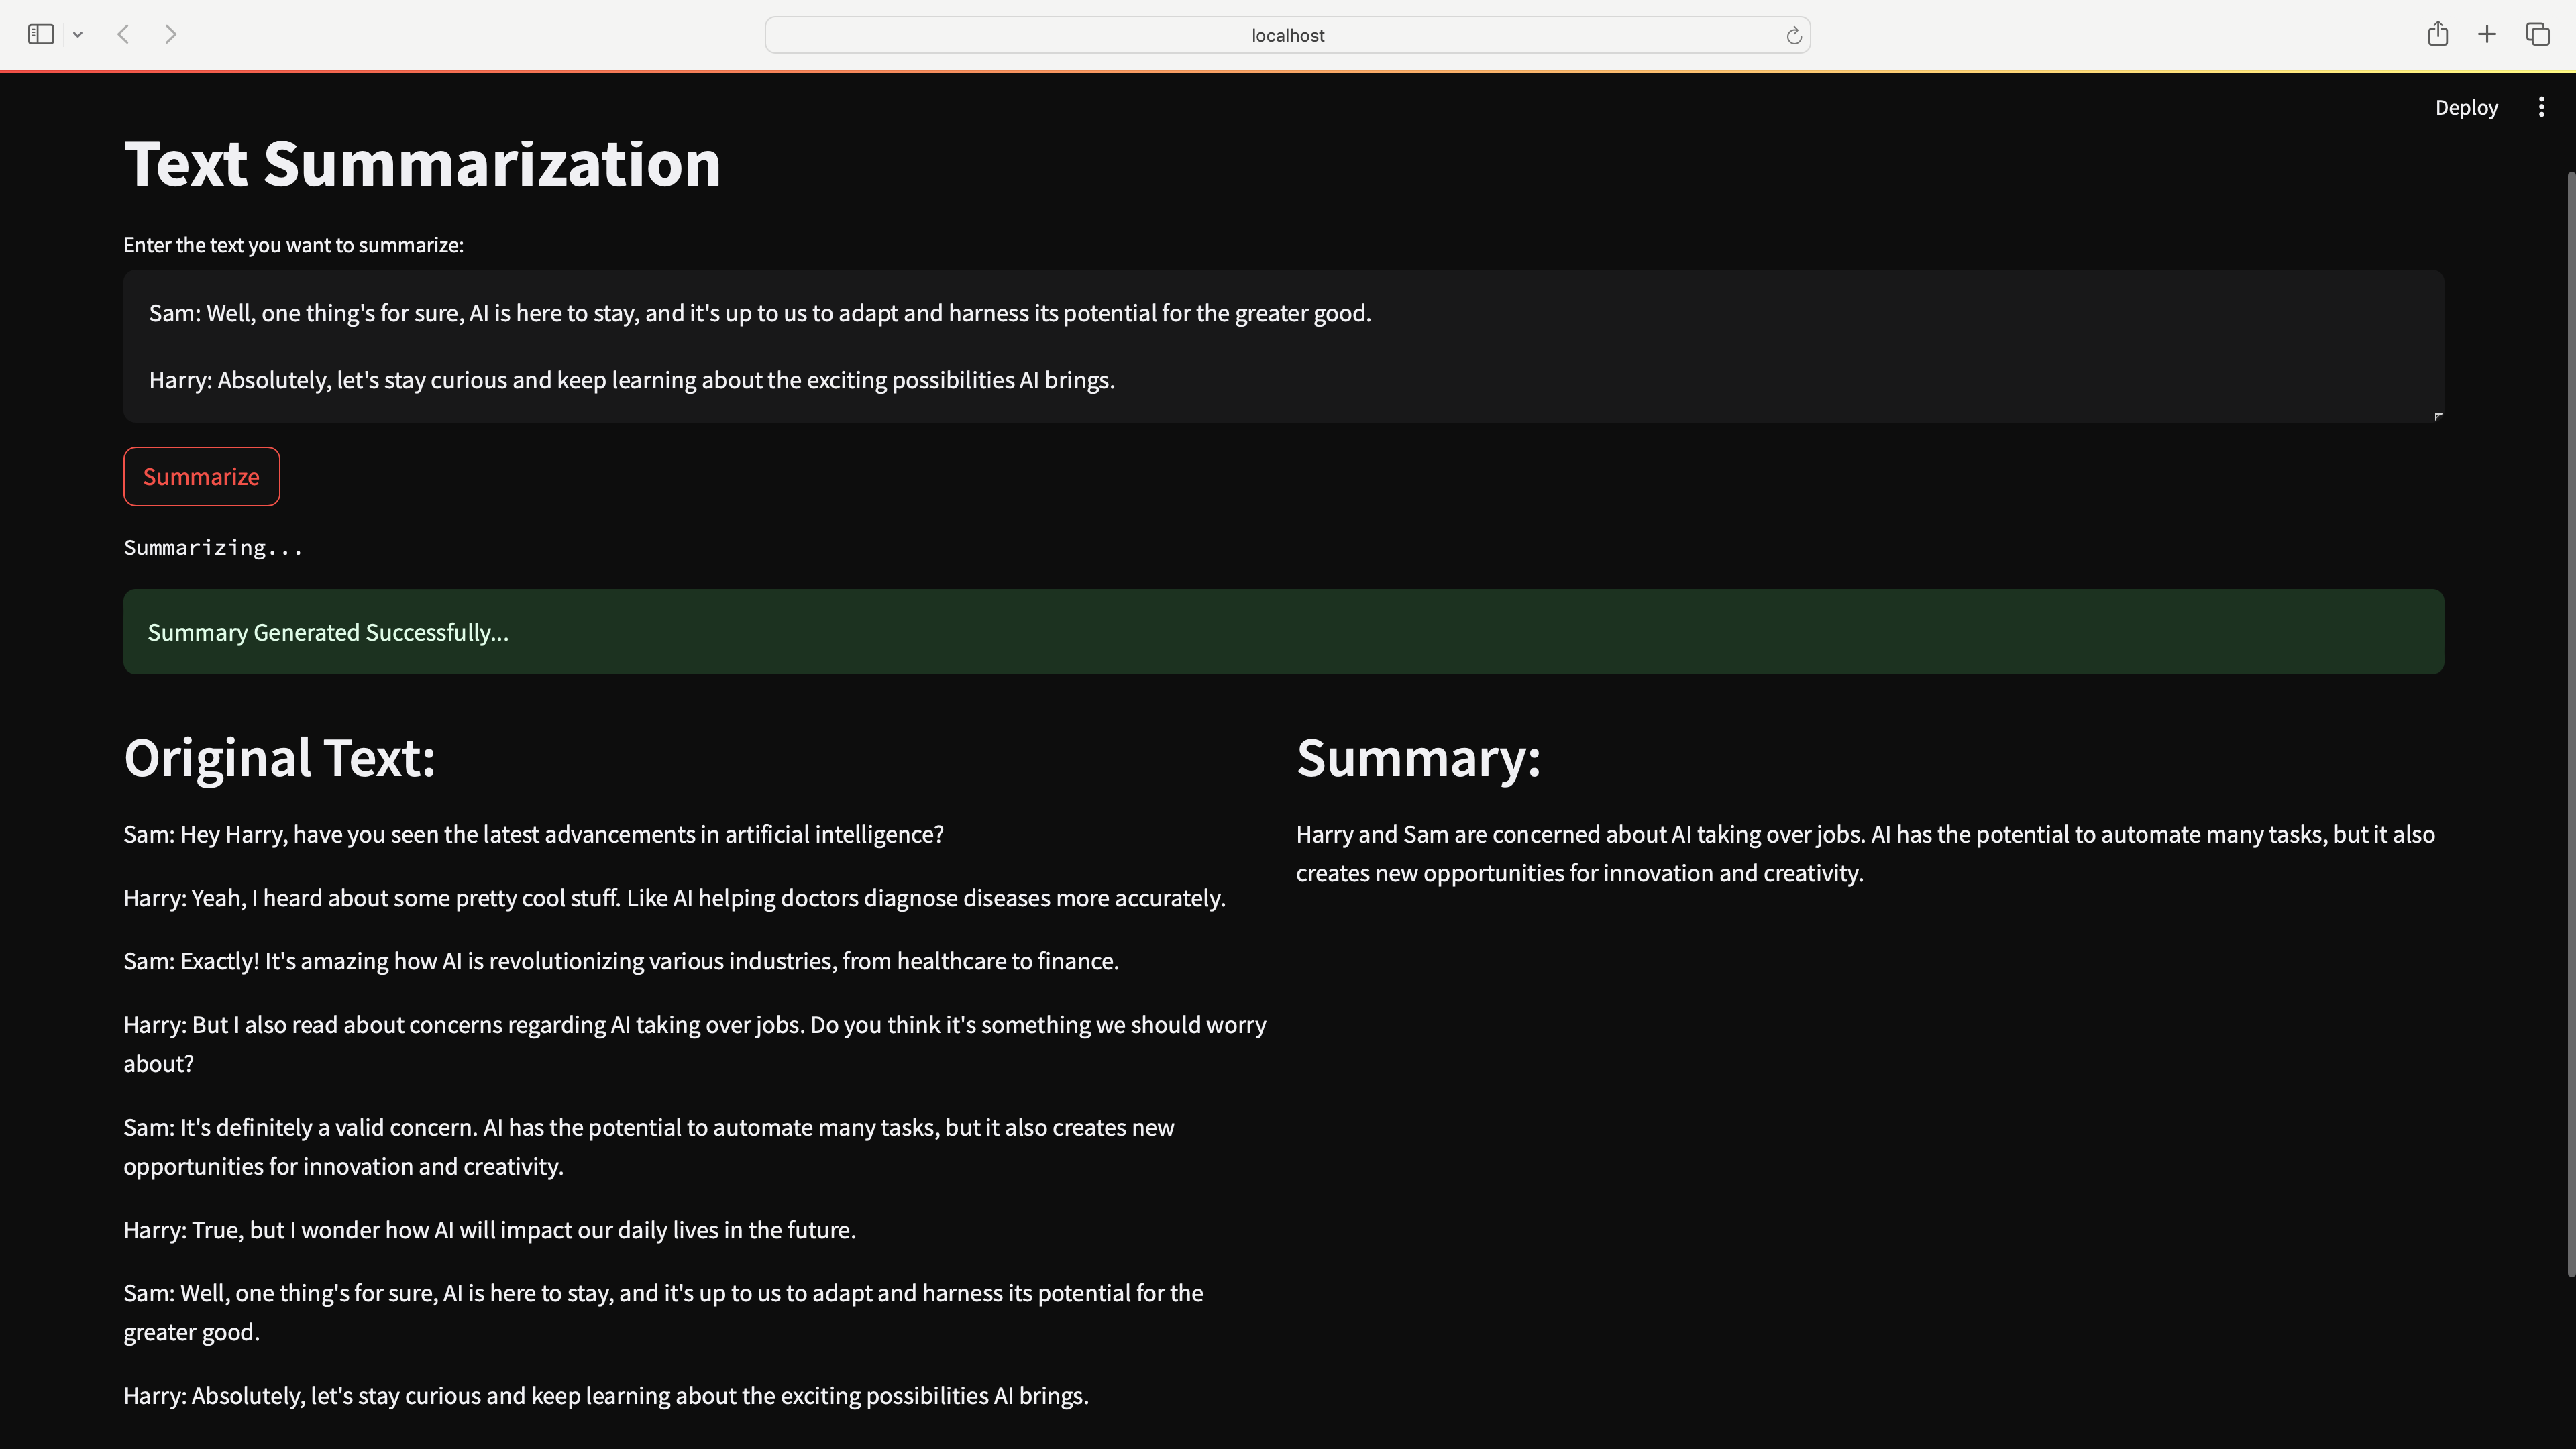 localhost
Deploy
Text Summarization
Enter the text you want to summarize:
Sam: Well, one thing's for sure, AI is here to stay, and it's up to us to adapt and harness its potential for the greater good.
Harry: Absolutely, let's stay curious and keep learning about the exciting possibilities AI brings.
Summarize
Summarizing...
Summary Generated Successfully...
Original Text:
Sam: Hey Harry, have you seen the latest advancements in artificial intelligence?
Harry: Yeah, I heard about some pretty cool stuff. Like AI helping doctors diagnose diseases more accurately.
Sam: Exactly! It's amazing how AI is revolutionizing various industries, from healthcare to finance.
Harry: But I also read about concerns regarding AI taking over jobs. Do you think it's something we should worry
about?
Sam: It's definitely a valid concern. AI has the potential to automate many tasks, but it also creates new
opportunities for innovation and creativity.
Harry: True, but I wonder how AI will impact our daily lives in the future.
Sam: Well, one thing's for sure, AI is here to stay, and it's up to us to adapt and harness its potential for the
greater good.
Harry: Absolutely, let's stay curious and keep learning about the exciting possibilities AI brings.
Summary:
Harry and Sam are concerned about AI taking over jobs. AI has the potential to automate many tasks, but it also
creates new opportunities for innovation and creativity.